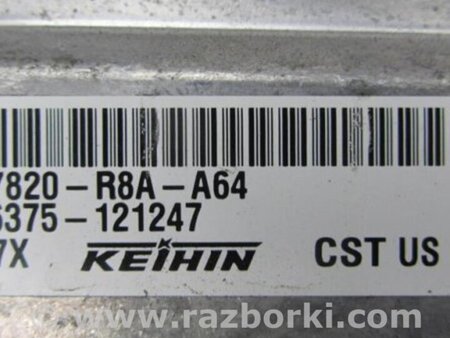 7820-R8A-A64
6375-121247
7X KEIHIN CST US
www.razborki.com